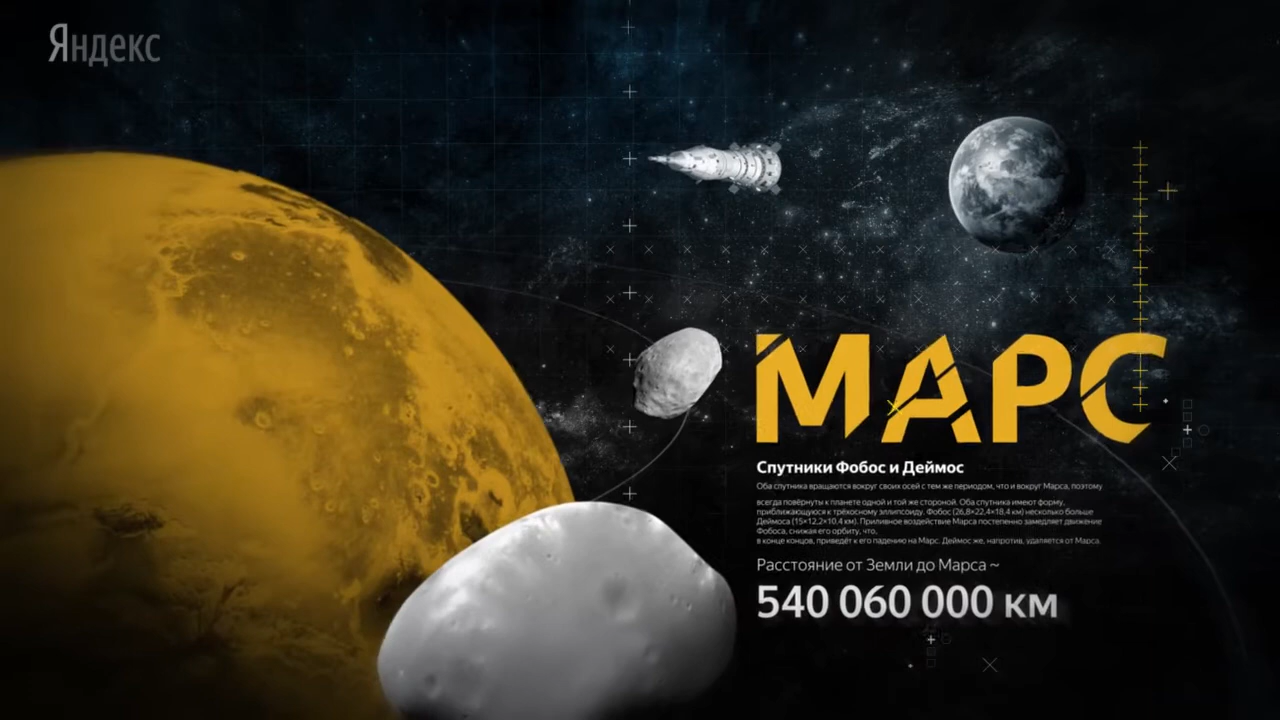 Яндекс
МАРС
Спутники Фобос и Деймос
Оба спутника вращаются вокруг своих осей с тем же периодом, что и вокруг Марса, поэтому
всегда повёрнуты к планете одной и той же стороной. Оба спутника имеют форму,
приближающуюся к трёхосному эллипсоиду. Фобос (26,8×22,4×18,4 км) несколько больше
Деймоса (15×12,2×10,4 км). Приливное воздействие Марса постепенно замедляет движение
Фобоса, снижая его орбиту, что,
в конце концов, приведёт к его падению на Марс. Деймос же, напротив, удаляется от Марса.
Расстояние от Земли до Марса ~
540 060 000 км